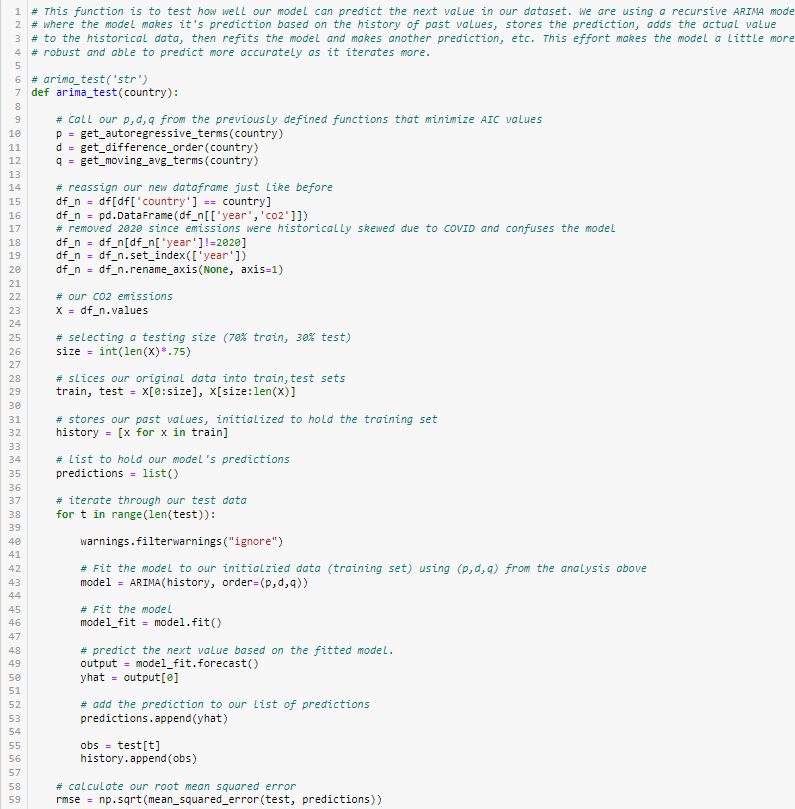 1 # This function is to test how well our model can predict the next value in our dataset. We are using a recursive ARIMA mode
2 # where the model makes it's prediction based on the history of past values, stores the prediction, adds the actual value
3 # to the historical data, then refits the model and makes another prediction, etc. This effort makes the model a little more
4 # robust and able to predict more accurately as it iterates more.
5
6 # arima_test('str')
7 def arima_test(country):
8
9 # Call our p,d,q from the previously defined functions that minimize AIC values
10 p = get_autoregressive_terms(country)
11 d = get_difference_order(country)
12 q = get_moving_avg_terms(country)
13
14 # reassign our new dataframe just like before
15 df_n = df[df['country'] == country]
16 df_n = pd.DataFrame(df_n[['year','co2']])
17 # removed 2020 since emissions were historically skewed due to COVID and confuses the model
18 df_n = df_n[df_n['year']!=2020]
19 df_n = df_n.set_index(['year'])
20 df_n = df_n.rename_axis(None, axis=1)
21
22 # our CO2 emissions
23 X = df_n.values
24
25 # selecting a testing size (70% train, 30% test)
26 size = int(len(X)*.75)
27
28 # slices our original data into train,test sets
29 train, test = X[0:size], X[size:len(X)]
30
31 # stores our past values, initialized to hold the training set
32 history = [x for x in train]
33
34 # list to hold our model's predictions
35 predictions = list()
36
37 # iterate through our test data
38 for t in range(len(test)):
39
40 warnings.filterwarnings("ignore")
41
42 # Fit the model to our initialzied data (training set) using (p,d,q) from the analysis above
43 model = ARIMA(history, order=(p,d,q))
44
45 # Fit the model
46 model_fit = model.fit()
47
48 # predict the next value based on the fitted model.
49 output = model_fit.forecast()
50 yhat = output[0]
51
52 # add the prediction to our list of predictions
53 predictions.append(yhat)
54
55 obs = test[t]
56 history.append(obs)
57
58 # calculate our root mean squared error
59 rmse = np.sqrt(mean_squared_error(test, predictions))